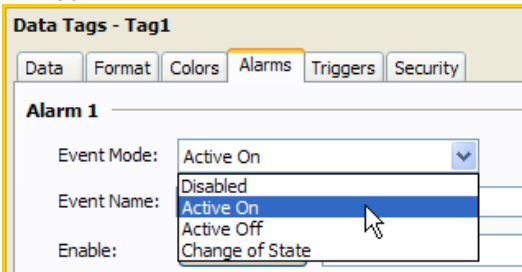 Data Tags - Tag1
Data Format Colors Alarms Triggers Security
Alarm 1
Event Mode: Active On
Disabled
Event Name: Active On
Active Off
Enable: Change of State